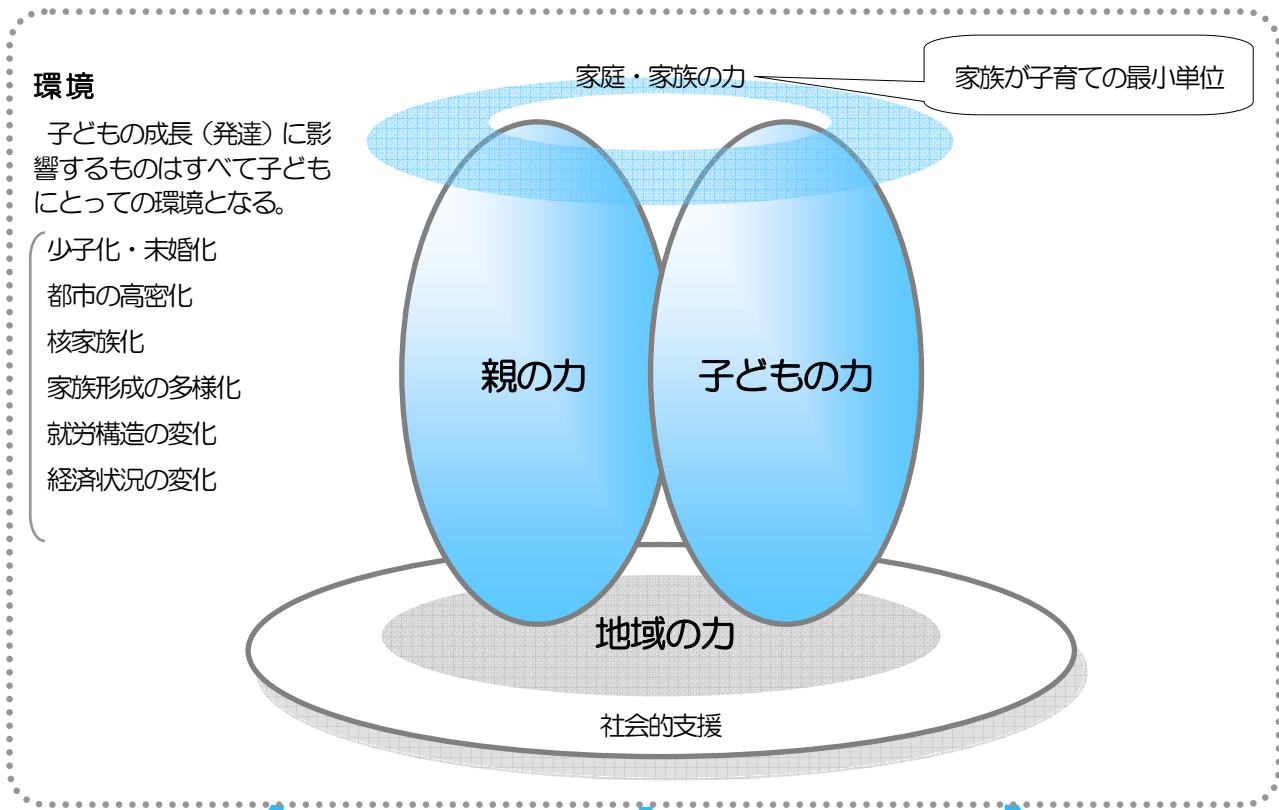 家庭・家族の力
家族が子育ての最小単位
環境
子どもの成長（発達）に影
響するものはすべて子ども
にとっての環境となる。
少子化・未婚化
都市の高密化
核家族化
家族形成の多様化
就労構造の変化
経済状況の変化
親の力
子どもの力
地域の力
社会的支援